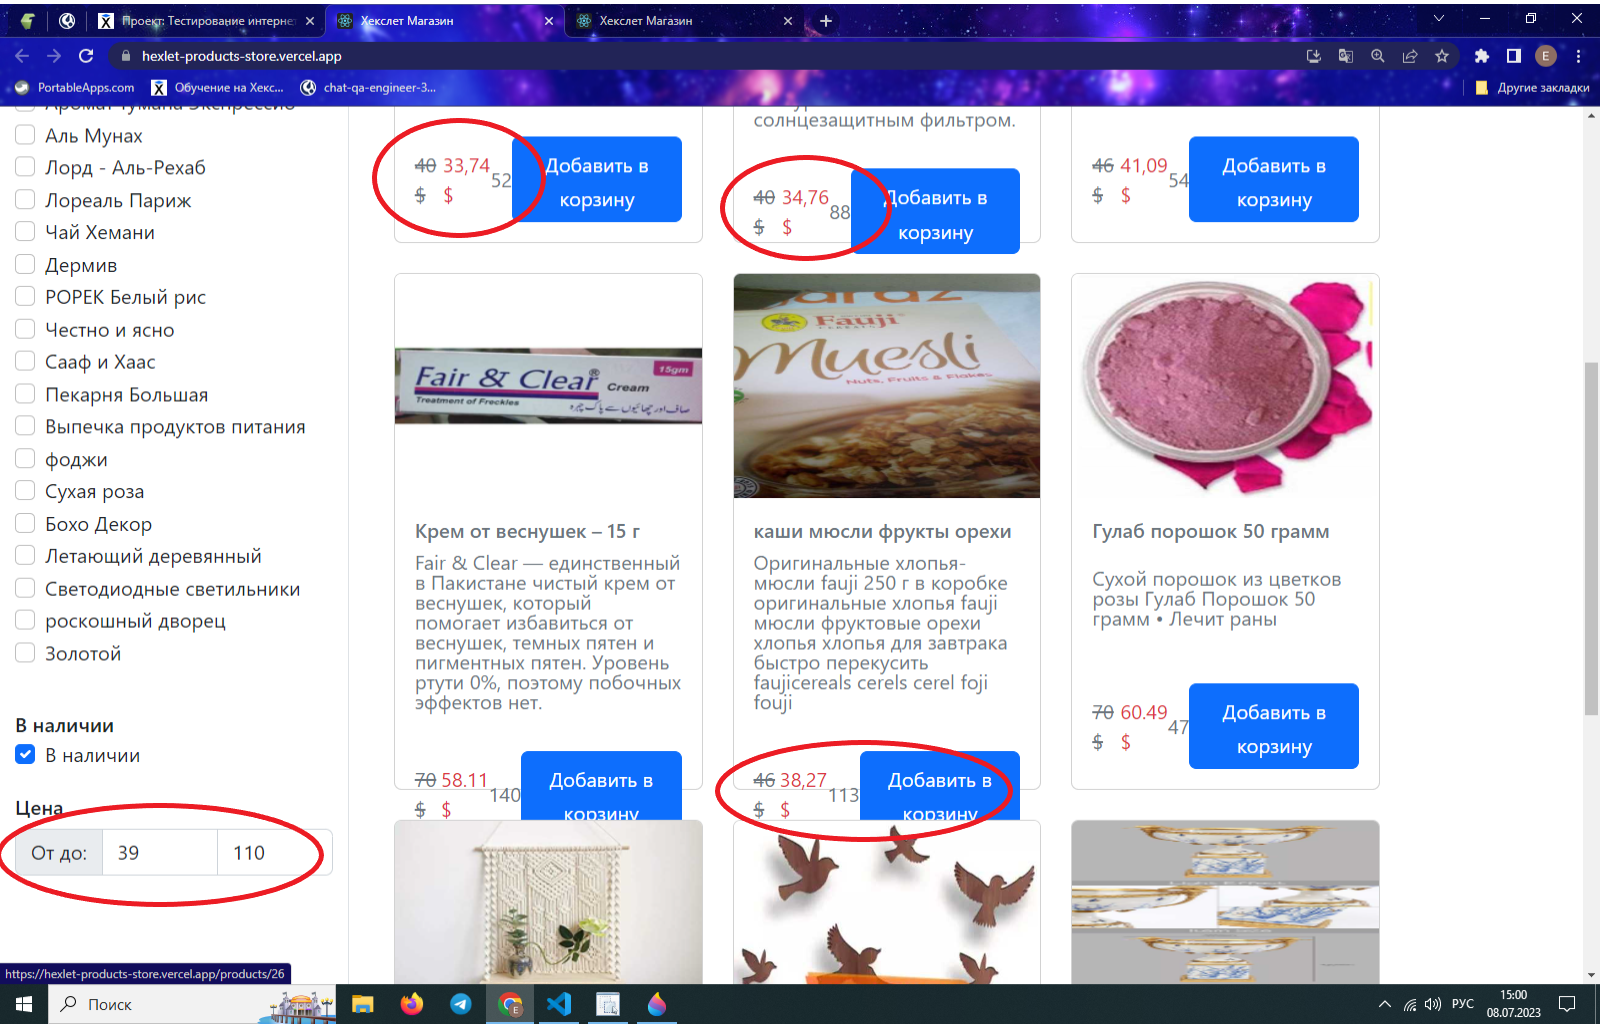 Проект: Тестирование интерне
Хекслет Магазин
Хекслет Магазин
hexlet-products-store.vercel.app
E
PortableApps.com
Обучение на Хекс...
chat-qa-engineer-3...
Другие закладки
Аромат Тумана Экспрессио
Аль Мунах
Лорд - Аль-Рехаб
Лореаль Париж
Чай Хемани
Дермив
РОРЕК Белый рис
Честно и ясно
Сааф и Хаас
Пекарня Большая
Выпечка продуктов питания
фоджи
Сухая роза
Бохо Декор
Летающий деревянный
Светодиодные светильники
роскошный дворец
Золотой
В наличии
В наличии
Цена
От до: 39 110
40 $ 33,74 $ 52
Добавить в
корзину
солнцезащитным фильтром.
40 $ 34,76 $ 88
Добавить в
корзину
46 $ 41,09 $ 54
Добавить в
корзину
Fair & Clear® Cream
15gm
Treatment of Freckles
صاف اور چھائیوں سے پاک چہرہ
Крем от веснушек – 15 г
Fair & Clear — единственный
в Пакистане чистый крем от
веснушек, который
помогает избавиться от
веснушек, темных пятен и
пигментных пятен. Уровень
ртути 0%, поэтому побочных
эффектов нет.
70 $ 58.11 $ 140
Добавить в
корзину
Fauji
Muesli
Nuts, Fruits & Flakes
каши мюсли фрукты орехи
Оригинальные хлопья-
мюсли fauji 250 г в коробке
оригинальные хлопья fauji
мюсли фруктовые орехи
хлопья хлопья для завтрака
быстро перекусить
faujicereals cerels cerel foji
fouji
46 $ 38,27 $ 113
Добавить в
корзину
Гулаб порошок 50 грамм
Сухой порошок из цветков
розы Гулаб Порошок 50
грамм • Лечит раны
70 $ 60.49 $ 47
Добавить в
корзину
https://hexlet-products-store.vercel.app/products/26
Поиск
E
РУС
15:00
08.07.2023